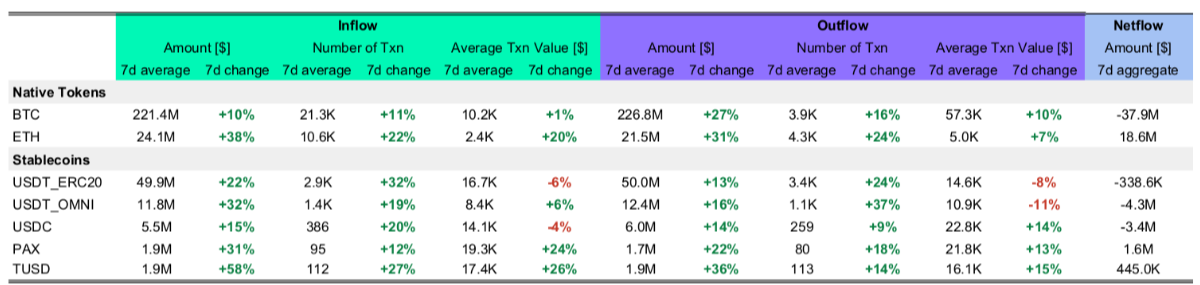 Inflow Outflow Netflow
Amount [$] Number of Txn Average Txn Value [$] Amount [$] Number of Txn Average Txn Value [$] Amount [$]
7d average 7d change 7d average 7d change 7d average 7d change 7d average 7d change 7d average 7d change 7d average 7d change 7d aggregate
Native Tokens
BTC 221.4M +10% 21.3K +11% 10.2K +1% 226.8M +27% 3.9K +16% 57.3K +10% -37.9M
ETH 24.1M +38% 10.6K +22% 2.4K +20% 21.5M +31% 4.3K +24% 5.0K +7% 18.6M
Stablecoins
USDT_ERC20 49.9M +22% 2.9K +32% 16.7K -6% 50.0M +13% 3.4K +24% 14.6K -8% -338.6K
USDT_OMNI 11.8M +32% 1.4K +19% 8.4K +6% 12.4M +16% 1.1K +37% 10.9K -11% -4.3M
USDC 5.5M +15% 386 +20% 14.1K -4% 6.0M +14% 259 +9% 22.8K +14% -3.4M
PAX 1.9M +31% 95 +12% 19.3K +24% 1.7M +22% 80 +18% 21.8K +13% 1.6M
TUSD 1.9M +58% 112 +27% 17.4K +26% 1.9M +36% 113 +14% 16.1K +15% 445.0K